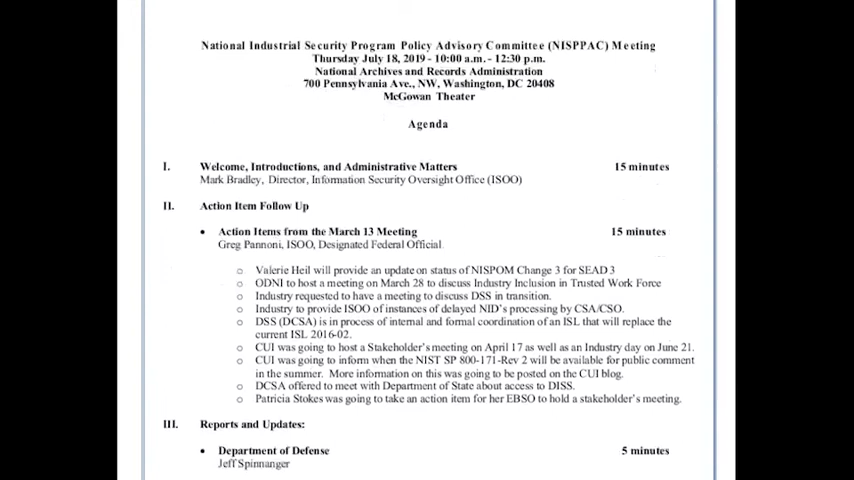 National Industrial Security Program Policy Advisory Committee (NISPPAC) Meeting
Thursday July 18, 2019 - 10:00 a.m. - 12:30 p.m.
National Archives and Records Administration
700 Pennsylvania Ave., NW, Washington, DC 20408
McGowan Theater
Agenda
I. Welcome, Introductions, and Administrative Matters 15 minutes
Mark Bradley, Director, Information Security Oversight Office (ISOO)
II. Action Item Follow Up
• Action Items from the March 13 Meeting 15 minutes
Greg Pannoni, ISOO, Designated Federal Official
o Valerie Heil will provide an update on status of NISPOM Change 3 for SEAD 3
o ODNI to host a meeting on March 28 to discuss Industry Inclusion in Trusted Work Force
o Industry requested to have a meeting to discuss DSS in transition.
o Industry to provide ISOO of instances of delayed NID's processing by CSA/CSO.
o DSS (DCSA) is in process of internal and formal coordination of an ISL that will replace the
current ISL 2016-02.
o CUI was going to host a Stakeholder's meeting on April 17 as well as an Industry day on June 21.
o CUI was going to inform when the NIST SP 800-171-Rev 2 will be available for public comment
in the summer. More information on this was going to be posted on the CUI blog.
o DCSA offered to meet with Department of State about access to DISS.
o Patricia Stokes was going to take an action item for her EBSO to hold a stakeholder's meeting.
III. Reports and Updates:
• Department of Defense 5 minutes
Jeff Spinnanger